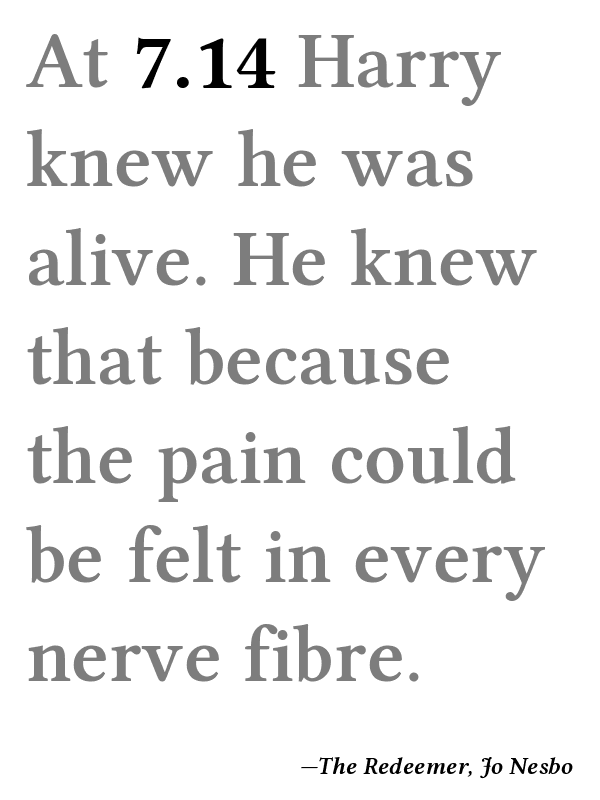 At 7.14 Harry
knew he was
alive. He knew
that because
the pain could
be felt in every
nerve fibre.
—The Redeemer, Jo Nesbo